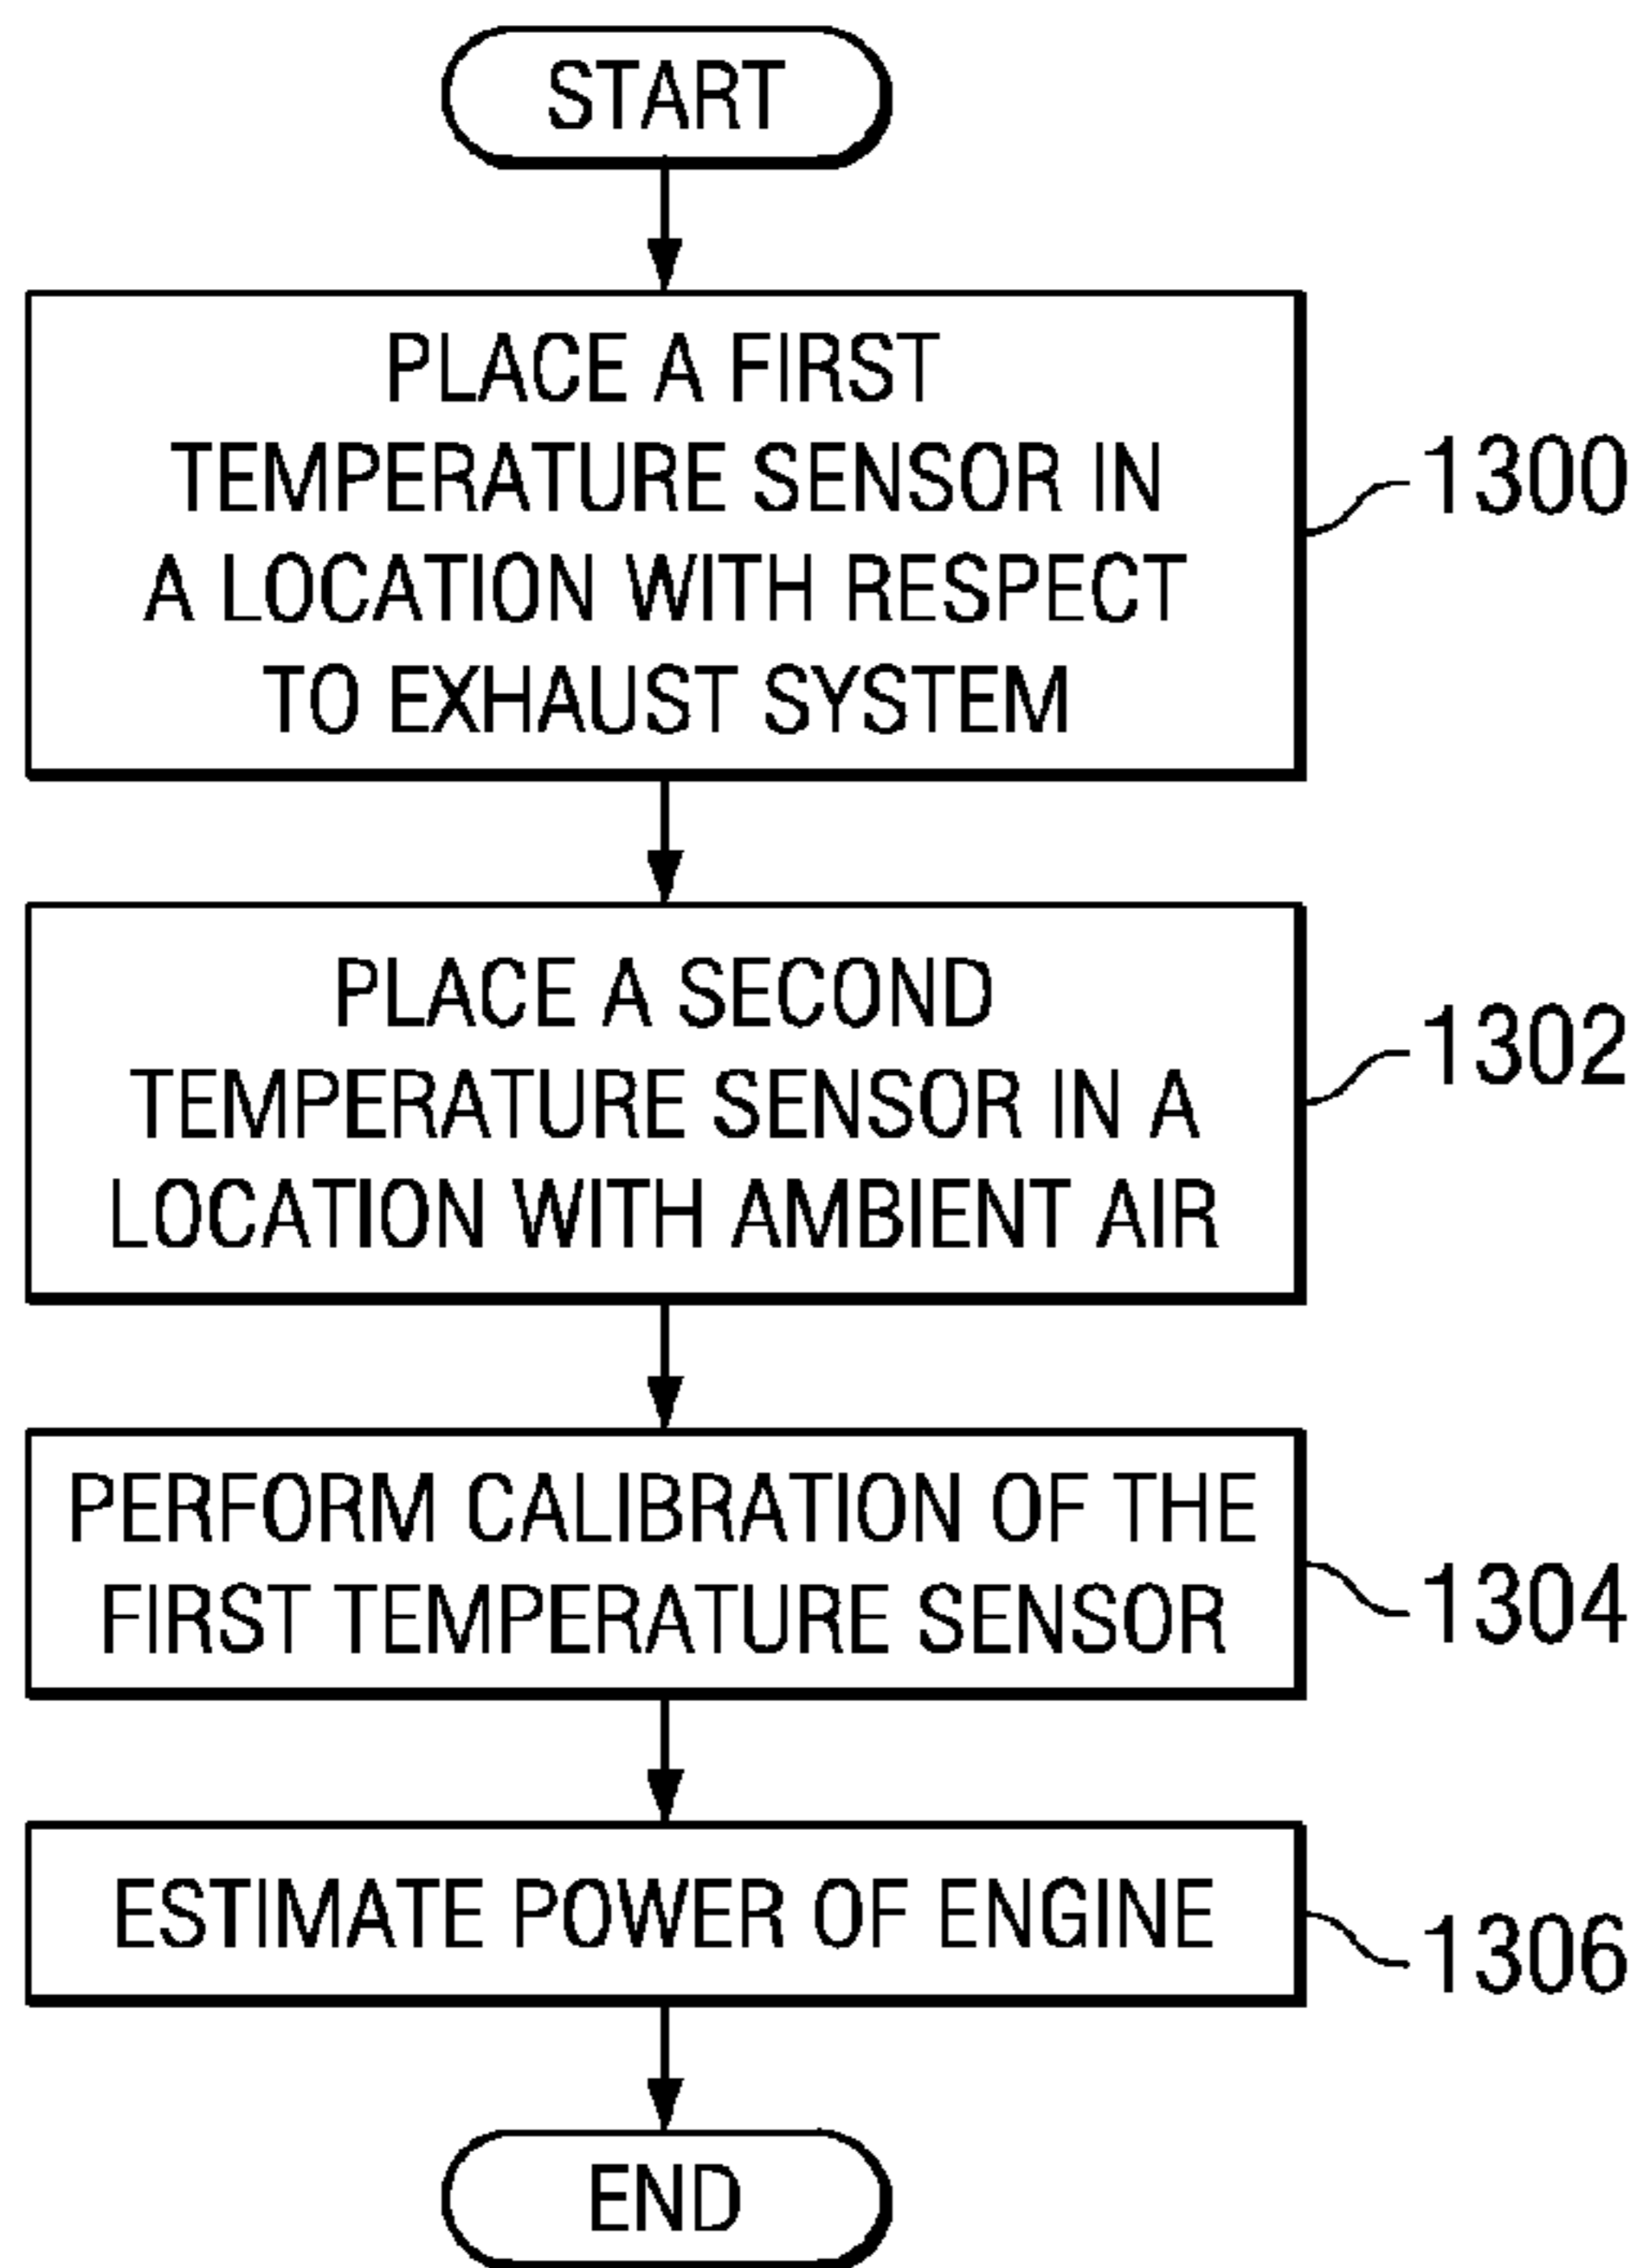 START
PLACE A FIRST
TEMPERATURE SENSOR IN
A LOCATION WITH RESPECT
TO EXHAUST SYSTEM
1300
PLACE A SECOND
TEMPERATURE SENSOR IN A
LOCATION WITH AMBIENT AIR
1302
PERFORM CALIBRATION OF THE
FIRST TEMPERATURE SENSOR
1304
ESTIMATE POWER OF ENGINE
1306
END